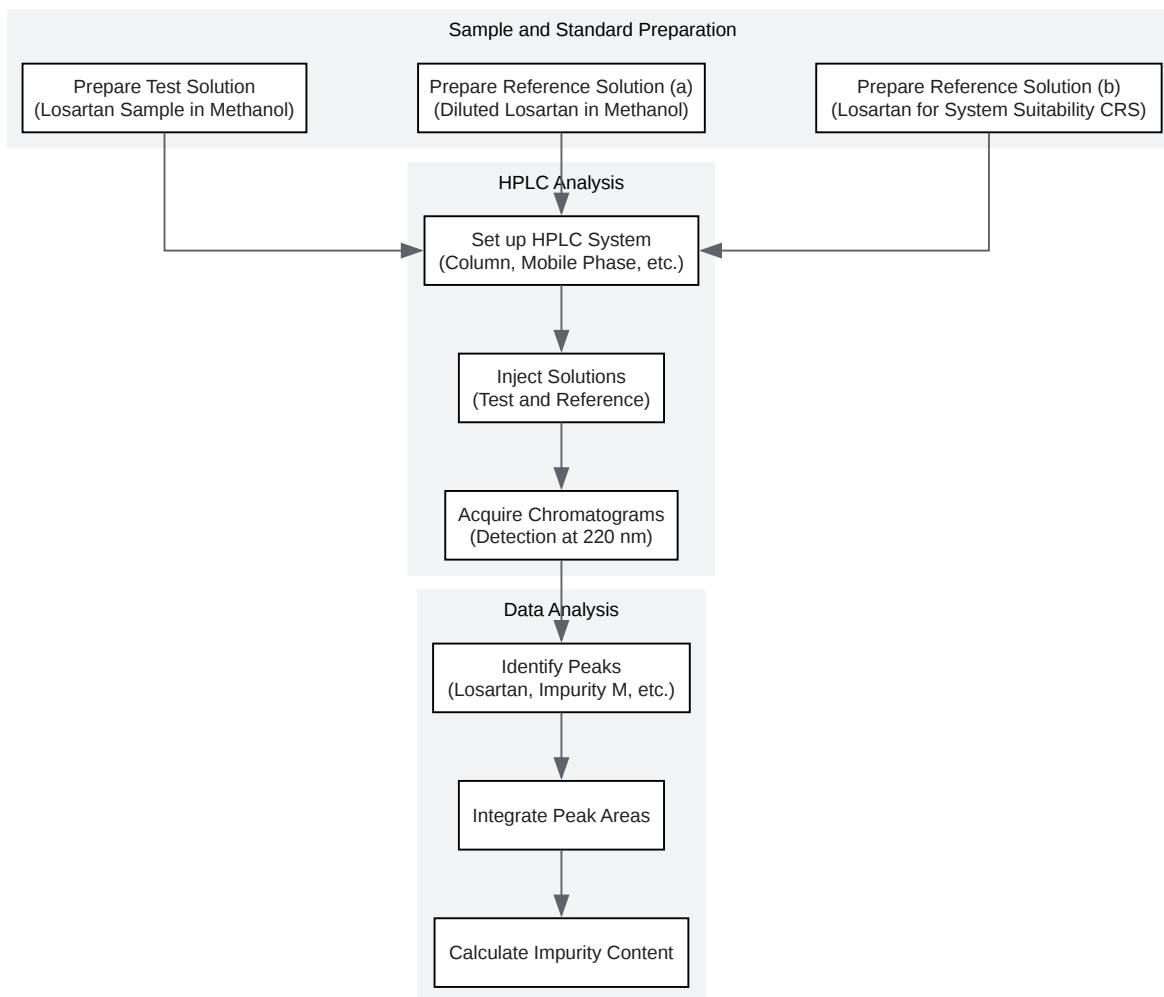 Sample and Standard Preparation
Prepare Test Solution
(Losartan Sample in Methanol)
Prepare Reference Solution (a)
(Diluted Losartan in Methanol)
Prepare Reference Solution (b)
(Losartan for System Suitability CRS)
HPLC Analysis
Set up HPLC System
(Column, Mobile Phase, etc.)
Inject Solutions
(Test and Reference)
Acquire Chromatograms
(Detection at 220 nm)
Data Analysis
Identify Peaks
(Losartan, Impurity M, etc.)
Integrate Peak Areas
Calculate Impurity Content